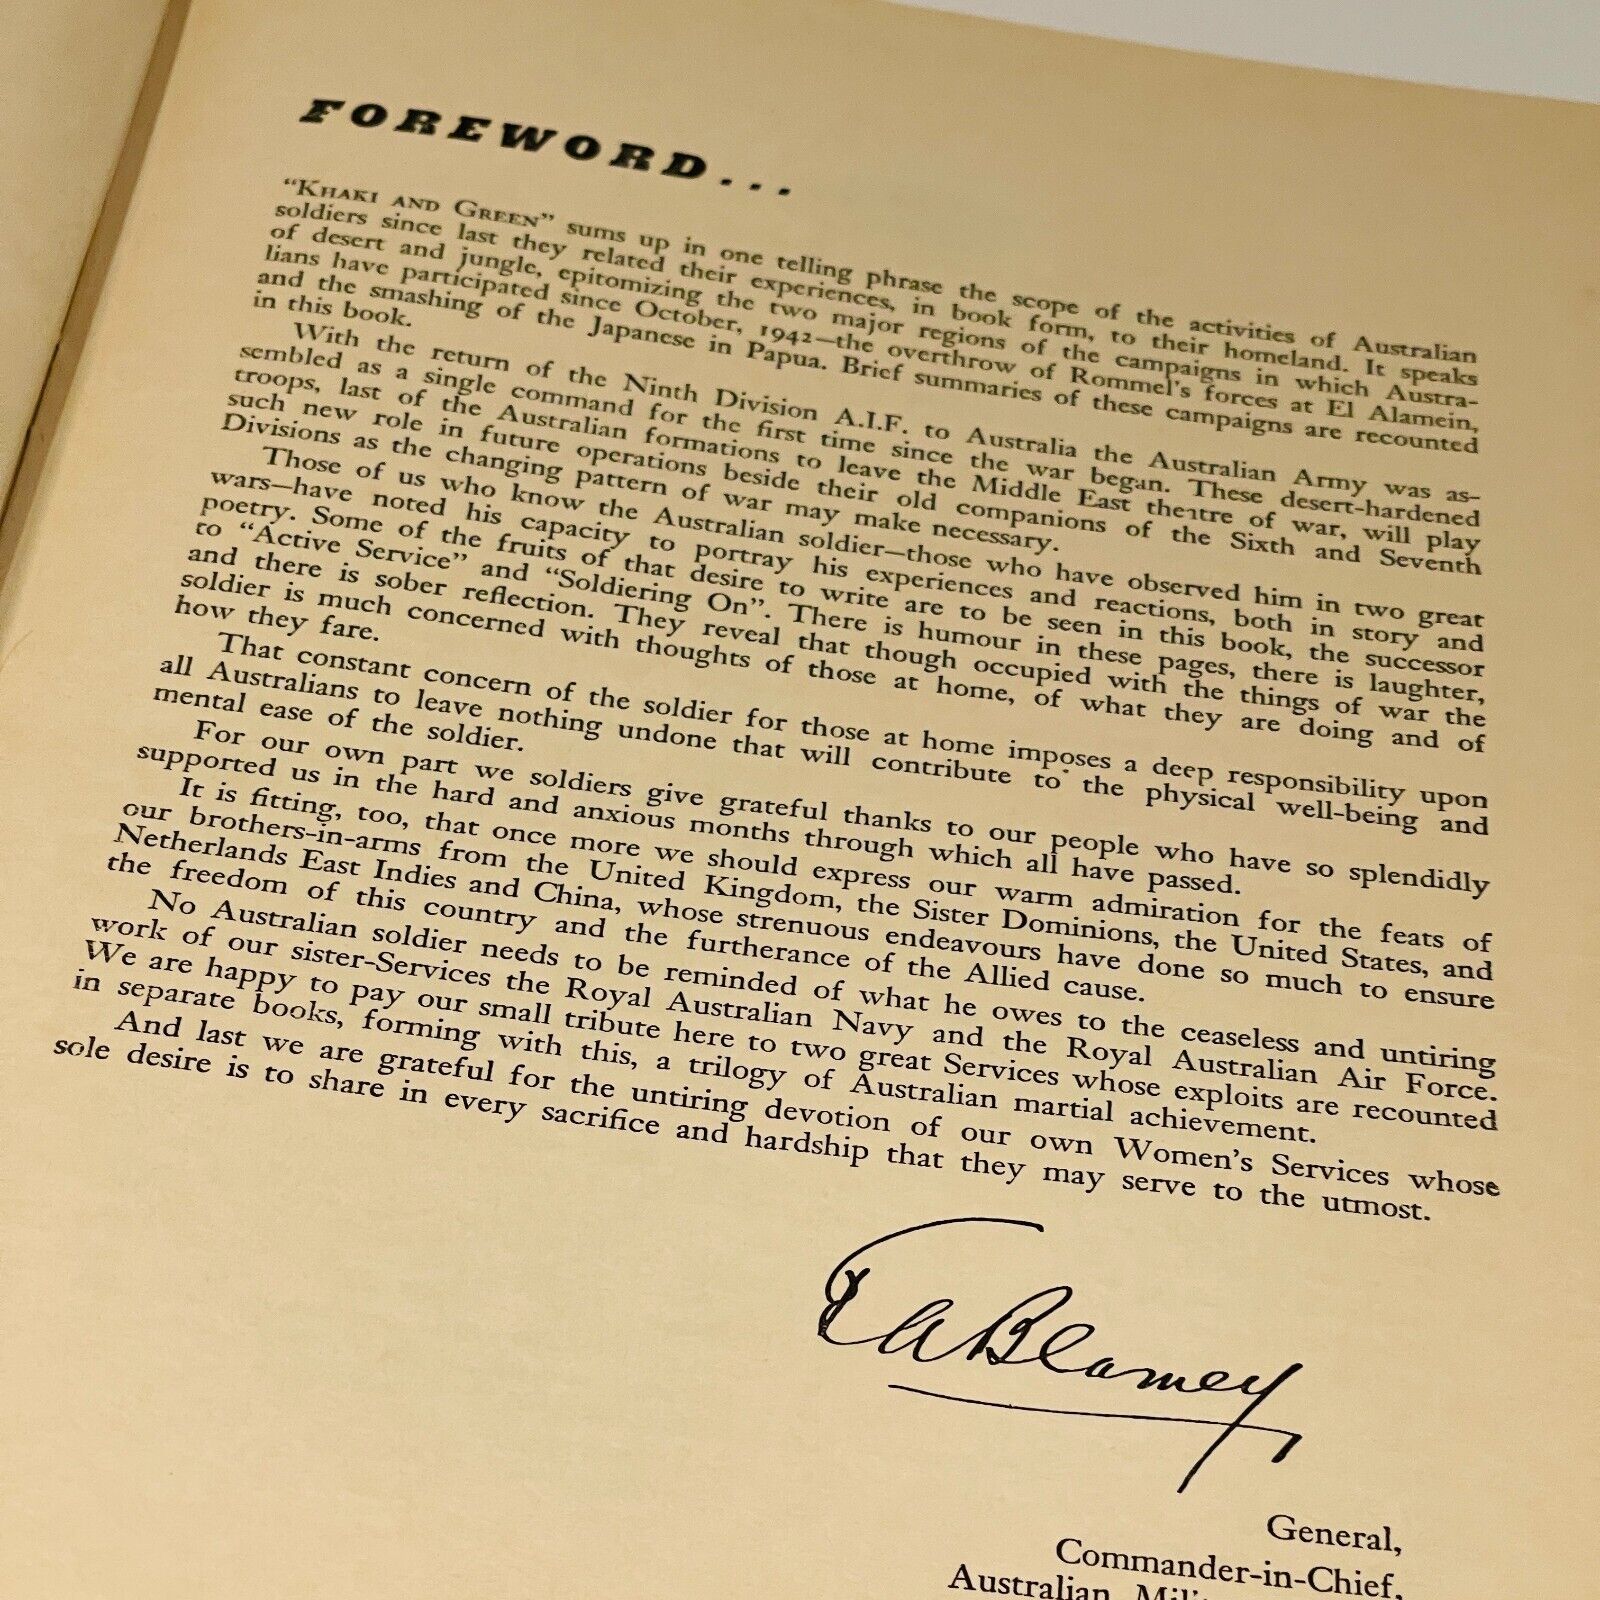 FOREWORD...
"KHAKI AND GREEN" sums up in one telling phrase the scope of the activities of Australian
soldiers since last they related their experiences, in book form, to their homeland. It speaks
of desert and jungle, epitomizing the two major regions of the campaigns in which Austra-
lians have participated since October, 1942—the overthrow of Rommel's forces at El Alamein,
and the smashing of the Japanese in Papua. Brief summaries of these campaigns are recounted
in this book.
With the return of the Ninth Division A.I.F. to Australia the Australian Army was as-
sembled as a single command for the first time since the war began. These desert-hardened
troops, last of the Australian formations to leave the Middle East theatre of war, will play
such new role in future operations beside their old companions of the Sixth and Seventh
Divisions as the changing pattern of war may make necessary.
Those of us who know the Australian soldier—those who have observed him in two great
wars—have noted his capacity to portray his experiences and reactions, both in story and
poetry. Some of the fruits of that desire to write are to be seen in this book, the successor
to "Active Service" and "Soldiering On". There is humour in these pages, there is laughter,
and there is sober reflection. They reveal that though occupied with the things of war the
soldier is much concerned with thoughts of those at home, of what they are doing and of
how they fare.
That constant concern of the soldier for those at home imposes a deep responsibility upon
all Australians to leave nothing undone that will contribute to the physical well-being and
mental ease of the soldier.
For our own part we soldiers give grateful thanks to our people who have so splendidly
supported us in the hard and anxious months through which all have passed.
It is fitting, too, that once more we should express our warm admiration for the feats of
our brothers-in-arms from the United Kingdom, the Sister Dominions, the United States, and
Netherlands East Indies and China, whose strenuous endeavours have done so much to ensure
the freedom of this country and the furtherance of the Allied cause.
No Australian soldier needs to be reminded of what he owes to the ceaseless and untiring
work of our sister-Services the Royal Australian Navy and the Royal Australian Air Force.
We are happy to pay our small tribute here to two great Services whose exploits are recounted
in separate books, forming with this, a trilogy of Australian martial achievement.
And last we are grateful for the untiring devotion of our own Women's Services whose
sole desire is to share in every sacrifice and hardship that they may serve to the utmost.
T A Blamey
General,
Commander-in-Chief,
Australian